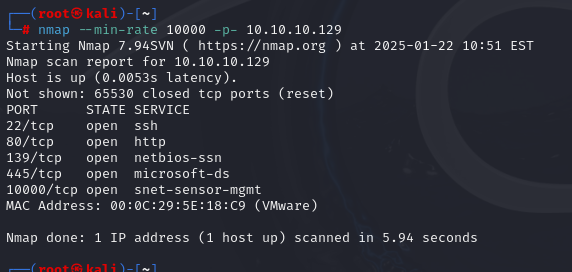 ┌──(root㉿kali)-[~]
└─# nmap --min-rate 10000 -p- 10.10.10.129
Starting Nmap 7.94SVN ( https://nmap.org ) at 2025-01-22 10:51 EST
Nmap scan report for 10.10.10.129
Host is up (0.0053s latency).
Not shown: 65530 closed tcp ports (reset)
PORT      STATE SERVICE
22/tcp    open  ssh
80/tcp    open  http
139/tcp   open  netbios-ssn
445/tcp   open  microsoft-ds
10000/tcp open  snet-sensor-mgmt
MAC Address: 00:0C:29:5E:18:C9 (VMware)
Nmap done: 1 IP address (1 host up) scanned in 5.94 seconds
┌──(root㉿kali)-[~]